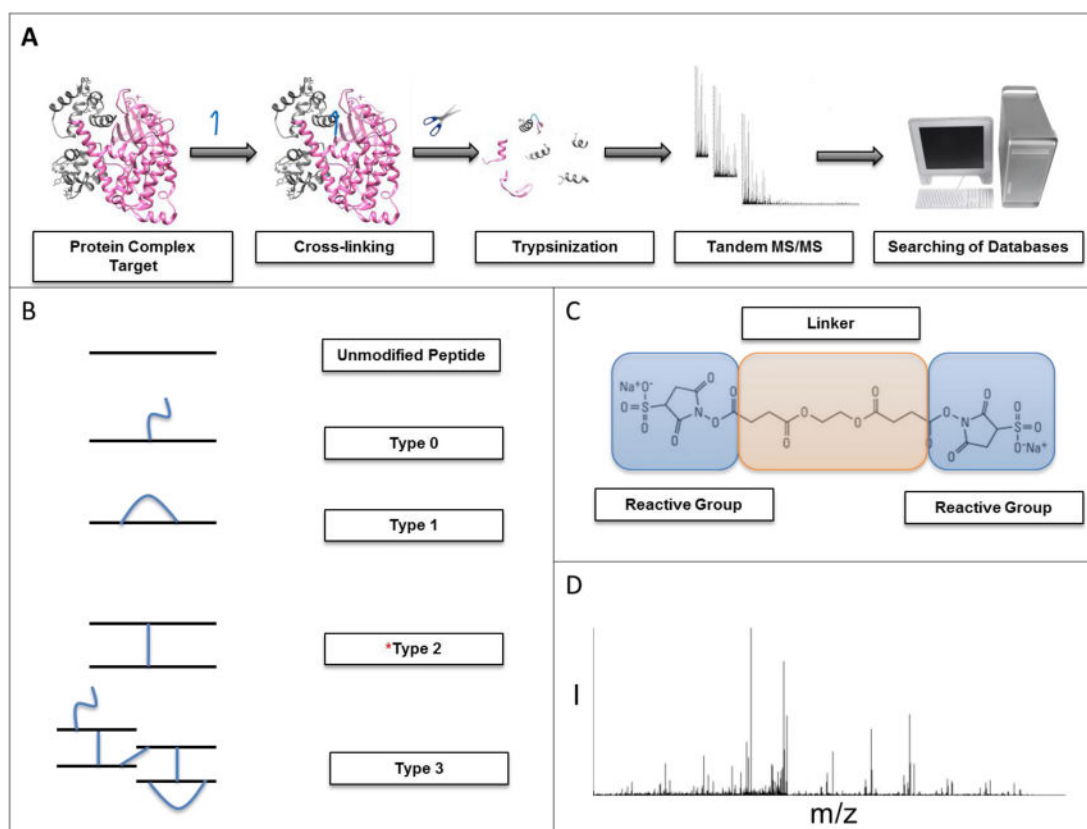 A
Protein Complex
Target
Cross-linking
Trypsinization
Tandem MS/MS
Searching of Databases
B
Unmodified Peptide
Type 0
Type 1
*Type 2
Type 3
C
Linker
Na⁺O⁻
O
O
O
O
O
O
S
N
O
O
O
O
O
O
N
S
O
O
O
O
O⁻Na⁺
Reactive Group
Reactive Group
D
I
m/z